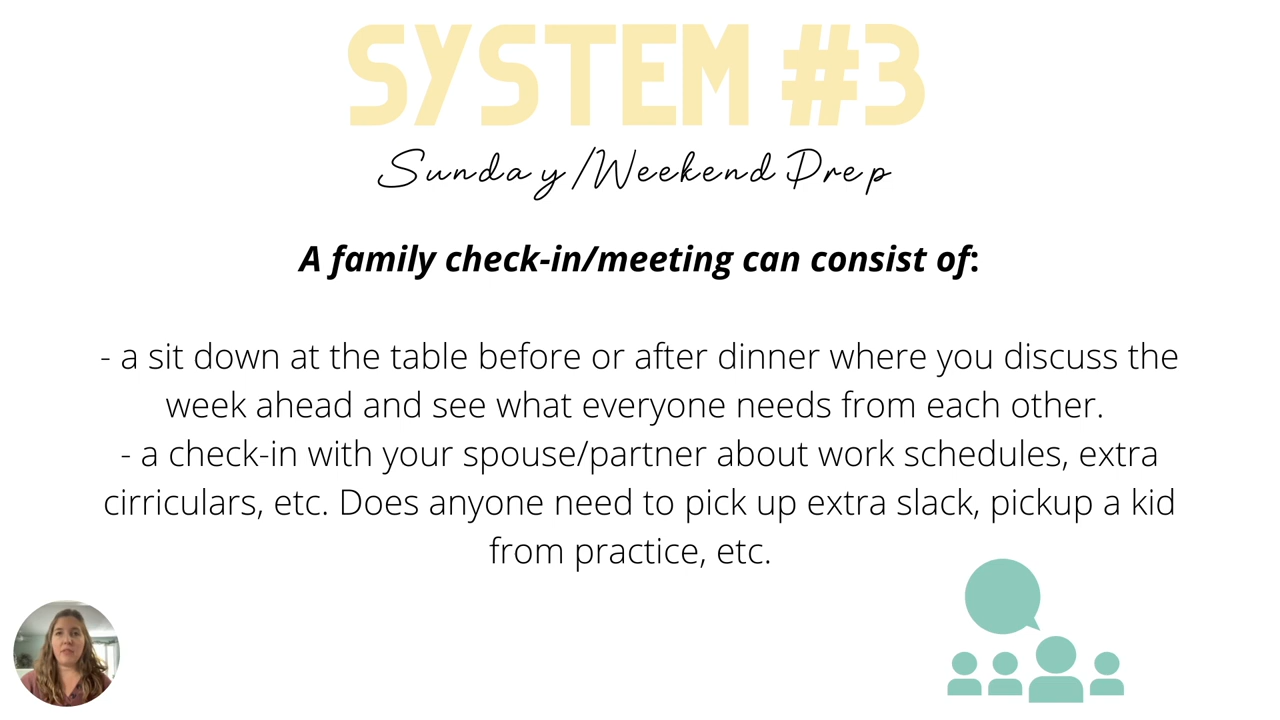 SYSTEM #3
Sunday/Weekend Prep
A family check-in/meeting can consist of:
- a sit down at the table before or after dinner where you discuss the
week ahead and see what everyone needs from each other.
- a check-in with your spouse/partner about work schedules, extra
cirriculars, etc. Does anyone need to pick up extra slack, pickup a kid
from practice, etc.